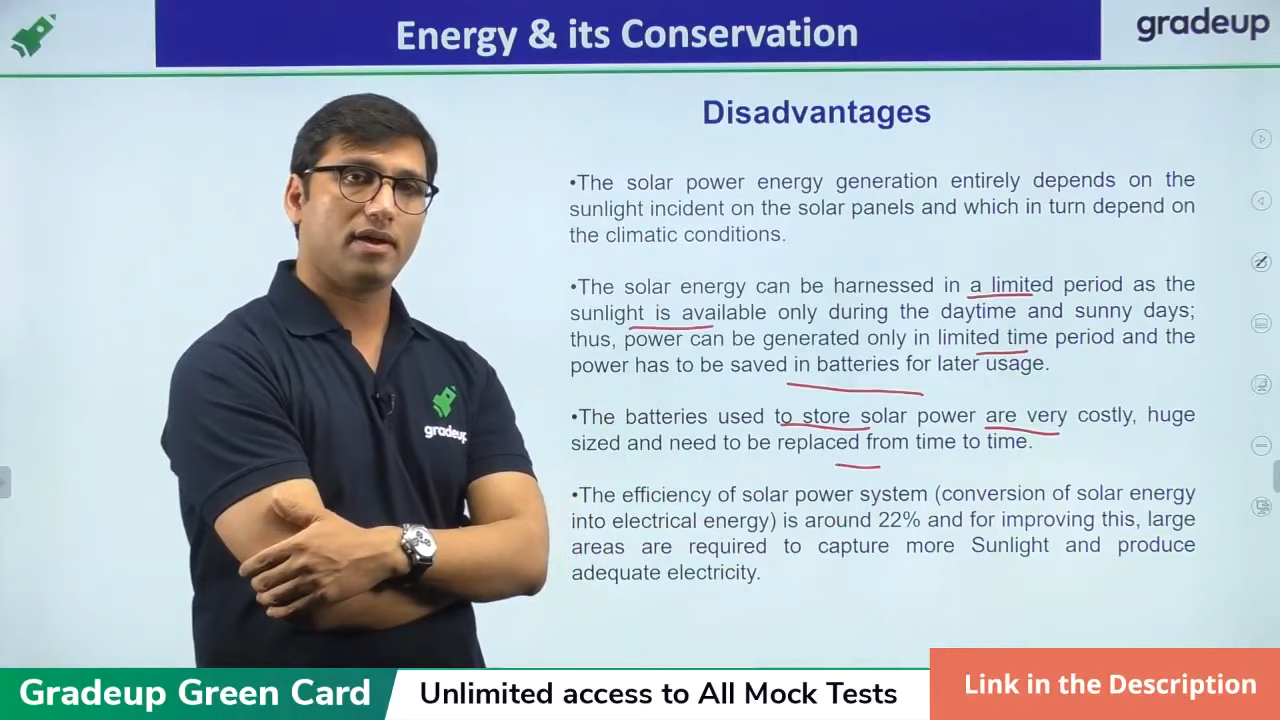 Energy & its Conservation
gradeup
Disadvantages
•The solar power energy generation entirely depends on the
sunlight incident on the solar panels and which in turn depend on
the climatic conditions.
•The solar energy can be harnessed in a limited period as the
sunlight is available only during the daytime and sunny days;
thus, power can be generated only in limited time period and the
power has to be saved in batteries for later usage.
•The batteries used to store solar power are very costly, huge
sized and need to be replaced from time to time.
•The efficiency of solar power system (conversion of solar energy
into electrical energy) is around 22% and for improving this, large
areas are required to capture more Sunlight and produce
adequate electricity.
gradeup
Gradeup Green Card
Unlimited access to All Mock Tests
Link in the Description